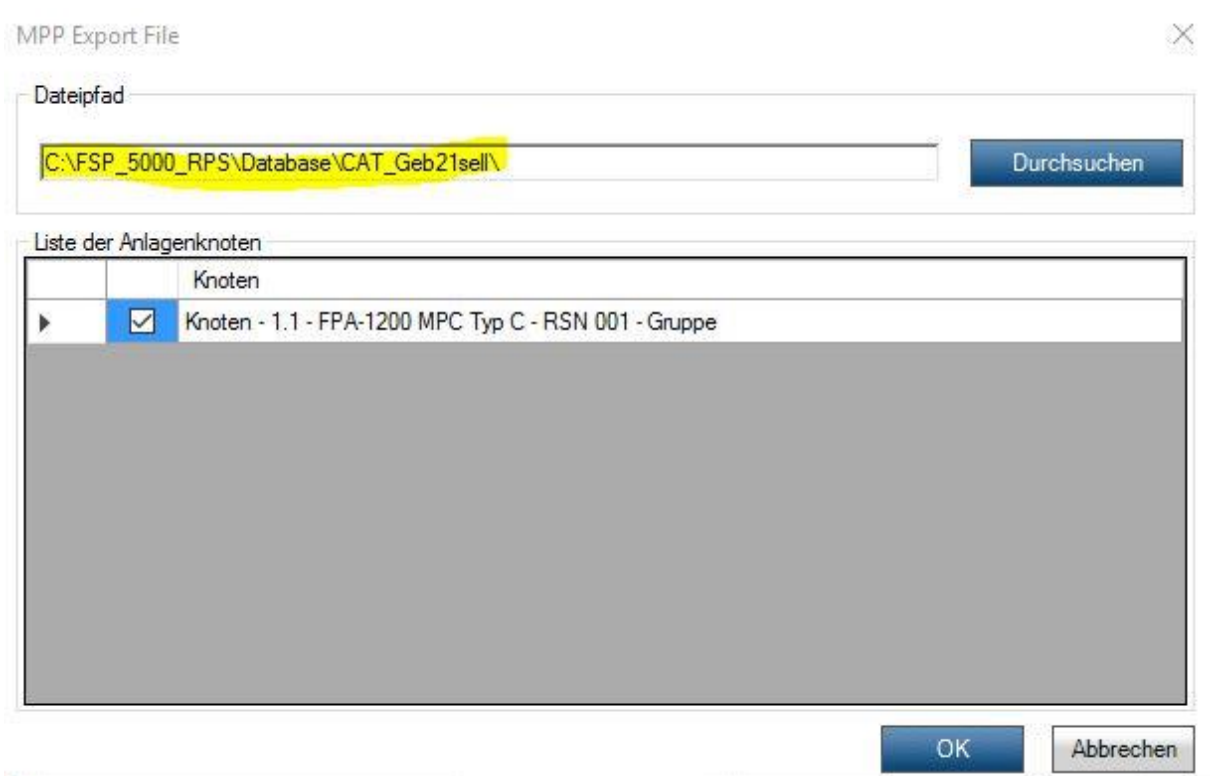 MPP Export File
Dateipfad
C:\FSP_5000_RPS\Database\CAT_Geb21sell\
Durchsuchen
Liste der Anlagenknoten
Knoten
Knoten - 1.1 - FPA-1200 MPC Typ C - RSN 001 - Gruppe
OK
Abbrechen